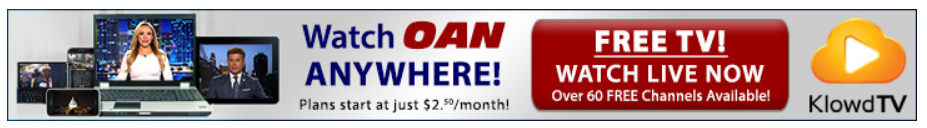 Watch OAN
ANYWHERE!
Plans start at just $2.⁵⁰/month!
FREE TV!
WATCH LIVE NOW
Over 60 FREE Channels Available!
KlowdTV